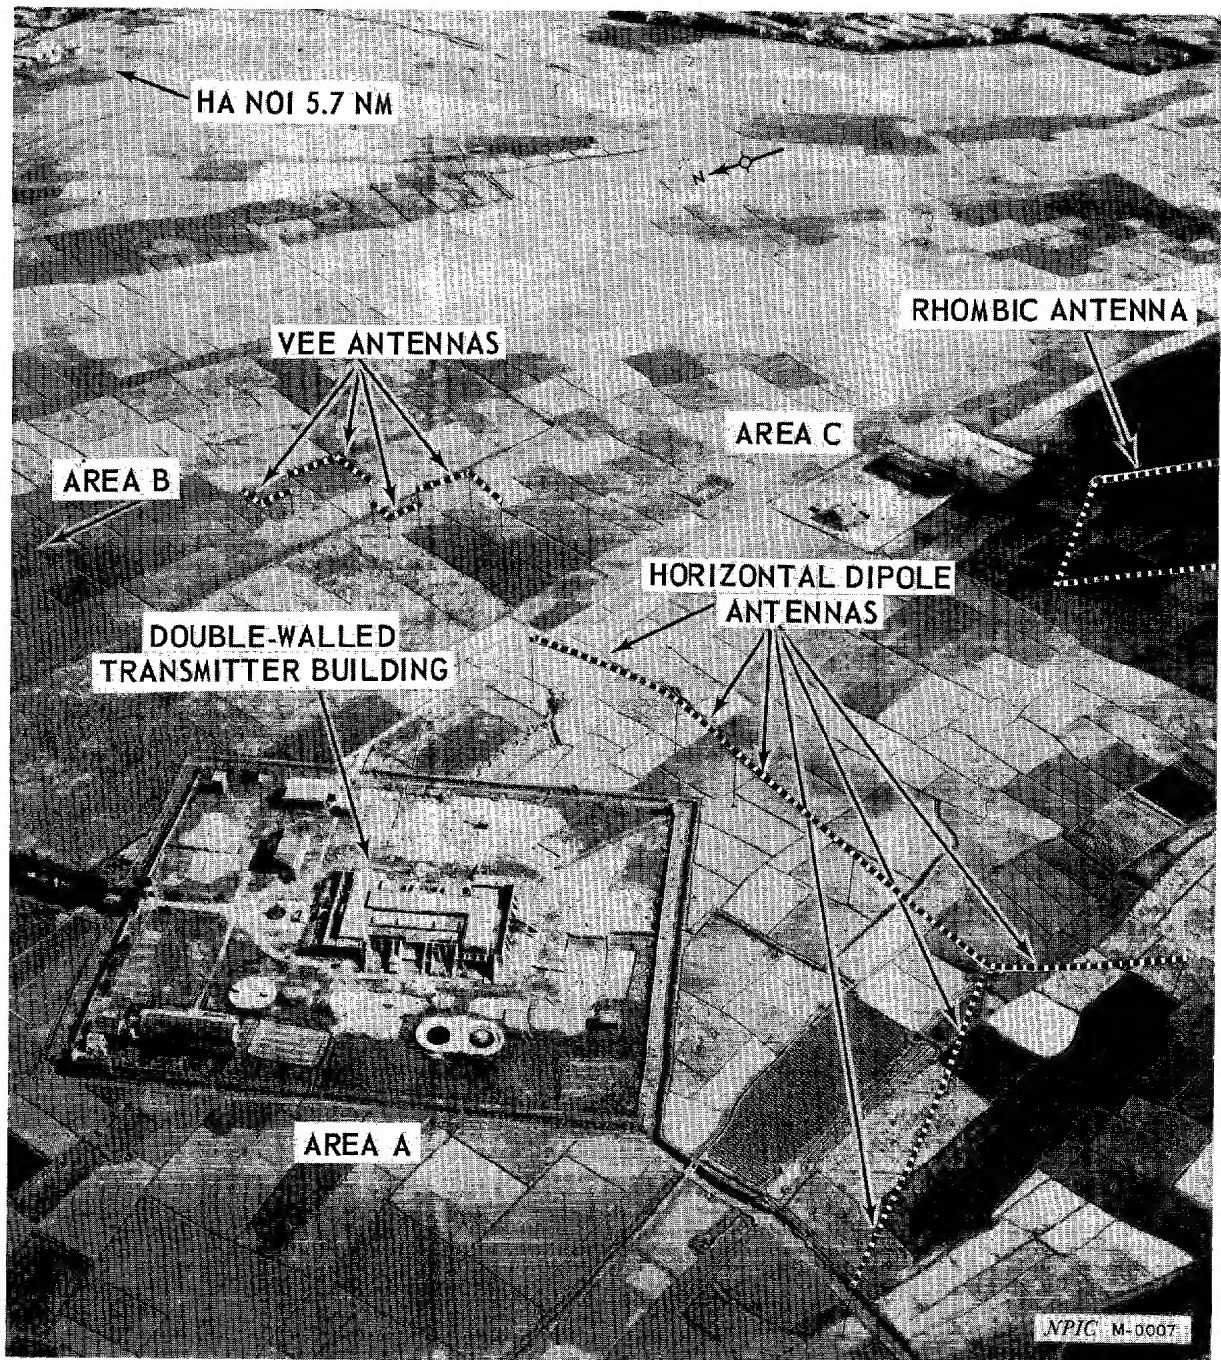 HA NOI 5.7 NM
N
RHOMBIC ANTENNA
VEE ANTENNAS
AREA C
AREA B
HORIZONTAL DIPOLE
ANTENNAS
DOUBLE-WALLED
TRANSMITTER BUILDING
AREA A
NPIC M-0007